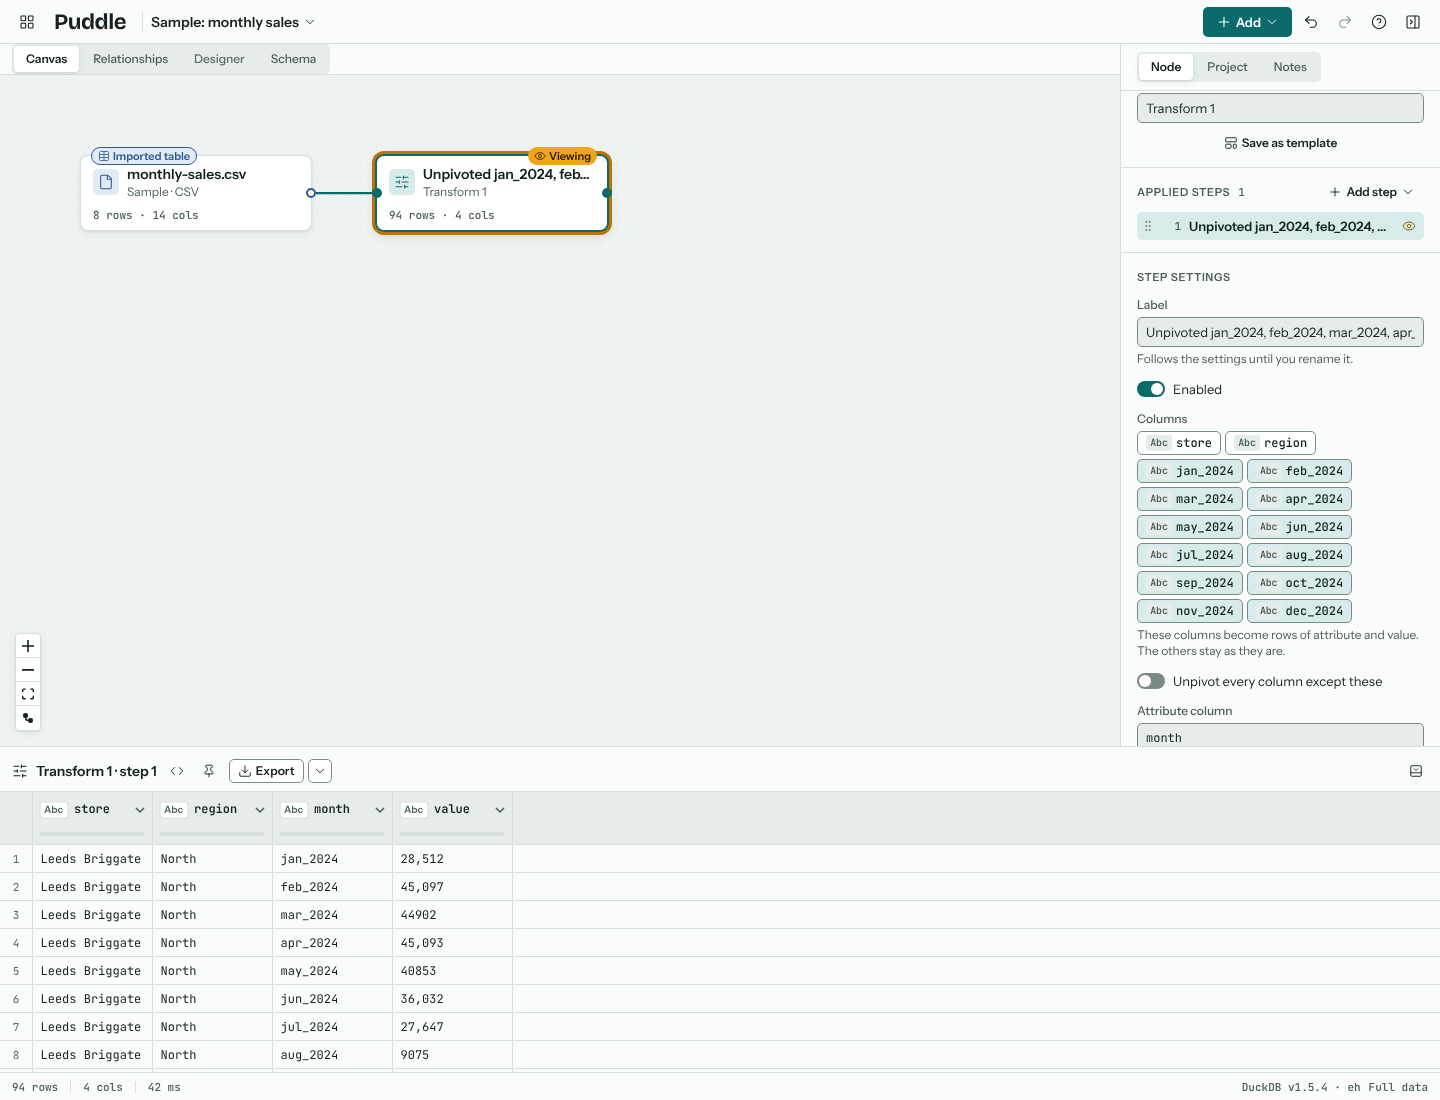 Puddle
Sample: monthly sales
Add
Canvas
Relationships
Designer
Schema
Node
Project
Notes
Transform 1
Save as template
APPLIED STEPS 1
Add step
1 Unpivoted jan_2024, feb_2024, ...
STEP SETTINGS
Label
Unpivoted jan_2024, feb_2024, mar_2024, apr_
Follows the settings until you rename it.
Enabled
Columns
Abc store
Abc region
Abc jan_2024
Abc feb_2024
Abc mar_2024
Abc apr_2024
Abc may_2024
Abc jun_2024
Abc jul_2024
Abc aug_2024
Abc sep_2024
Abc oct_2024
Abc nov_2024
Abc dec_2024
These columns become rows of attribute and value.
The others stay as they are.
Unpivot every column except these
Attribute column
month
Imported table
monthly-sales.csv
Sample · CSV
8 rows · 14 cols
Viewing
Unpivoted jan_2024, feb...
Transform 1
94 rows · 4 cols
Transform 1 · step 1
Export
Abc store
Abc region
Abc month
Abc value
1 Leeds Briggate North jan_2024 28,512
2 Leeds Briggate North feb_2024 45,097
3 Leeds Briggate North mar_2024 44902
4 Leeds Briggate North apr_2024 45,093
5 Leeds Briggate North may_2024 40853
6 Leeds Briggate North jun_2024 36,032
7 Leeds Briggate North jul_2024 27,647
8 Leeds Briggate North aug_2024 9075
94 rows
4 cols
42 ms
DuckDB v1.5.4 · eh Full data